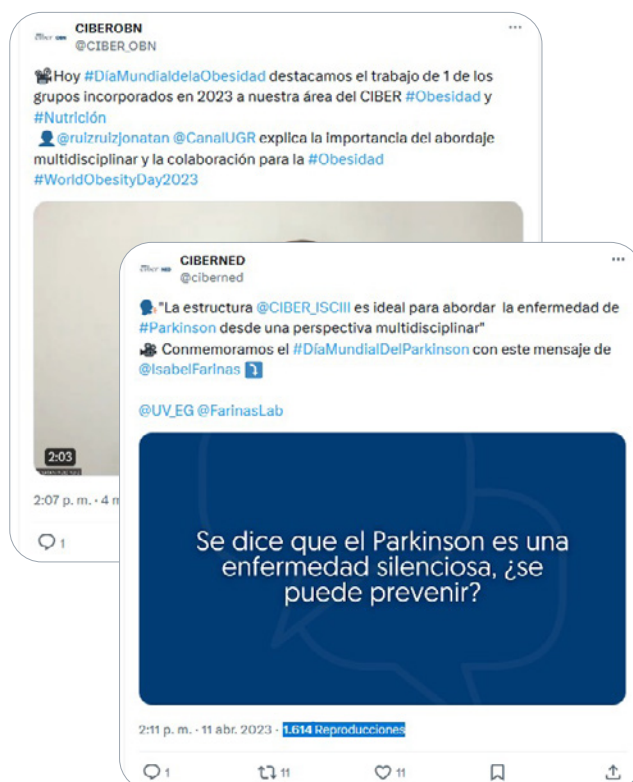 CIBEROBN
@CIBER_OBN
Hoy #DíaMundialdelaObesidad destacamos el trabajo de 1 de los
grupos incorporados en 2023 a nuestra área del CIBER #Obesidad y
#Nutrición
@ruizruizjonatan @CanalUGR explica la importancia del abordaje
multidisciplinar y la colaboración para la #Obesidad
#WorldObesityDay2023
2:03
2:07 p. m. · 4 m
1
CIBERNED
@ciberned
"La estructura @CIBER_ISCIII es ideal para abordar la enfermedad de
#Parkinson desde una perspectiva multidisciplinar"
Conmemoramos el #DíaMundialDelParkinson con este mensaje de
@IsabelFarinas
@UV_EG @FarinasLab
Se dice que el Parkinson es una
enfermedad silenciosa, ¿se
puede prevenir?
2:11 p. m. · 11 abr. 2023 · 1.614 Reproducciones
1 11 11